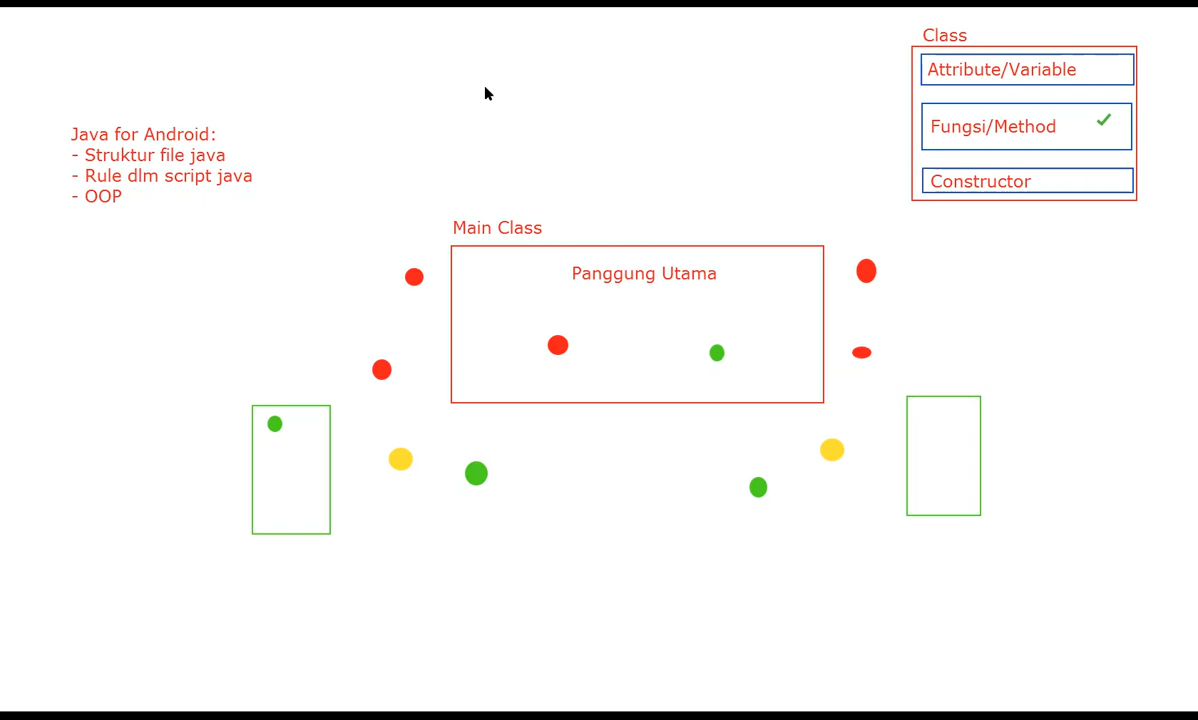 Class
Attribute/Variable
Fungsi/Method
Constructor
Java for Android:
- Struktur file java
- Rule dlm script java
- OOP
Main Class
Panggung Utama